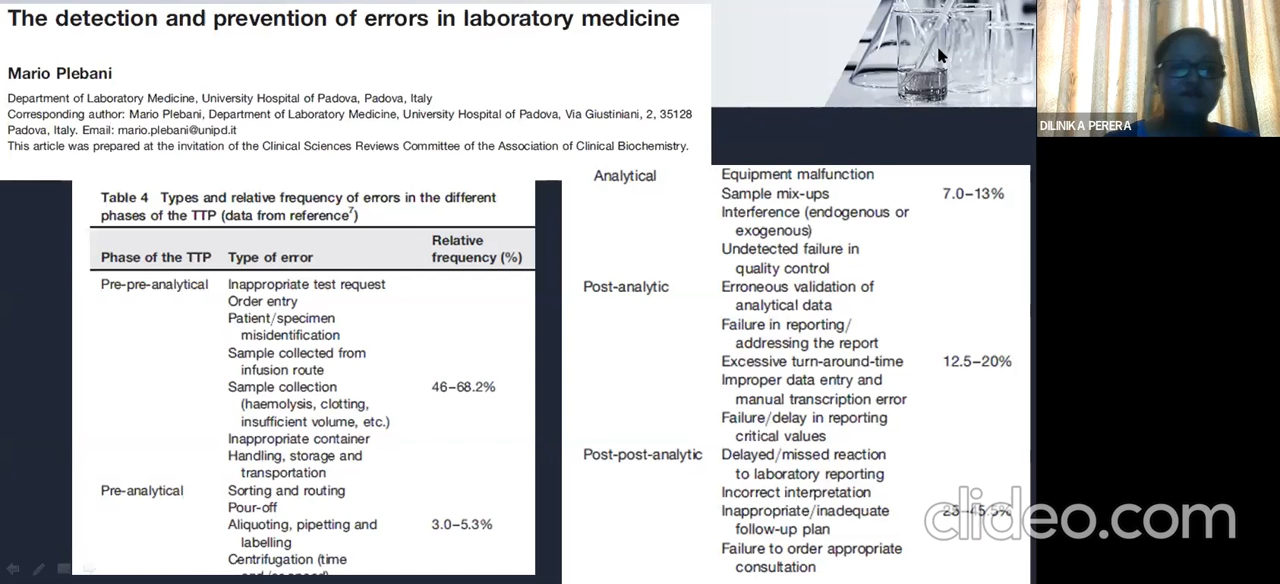 The detection and prevention of errors in laboratory medicine
Mario Plebani
Department of Laboratory Medicine, University Hospital of Padova, Padova, Italy
Corresponding author: Mario Plebani, Department of Laboratory Medicine, University Hospital of Padova, Via Giustiniani, 2, 35128
Padova, Italy. Email: mario.plebani@unipd.it
This article was prepared at the invitation of the Clinical Sciences Reviews Committee of the Association of Clinical Biochemistry.
DILINIKA PERERA
Table 4 Types and relative frequency of errors in the different
phases of the TTP (data from reference⁷)
Relative
Phase of the TTP Type of error frequency (%)
Pre-pre-analytical Inappropriate test request
Order entry
Patient/specimen
misidentification
Sample collected from
infusion route
Sample collection 46–68.2%
(haemolysis, clotting,
insufficient volume, etc.)
Inappropriate container
Handling, storage and
transportation
Pre-analytical Sorting and routing
Pour-off
Aliquoting, pipetting and 3.0–5.3%
labelling
Centrifugation (time
Analytical Equipment malfunction
Sample mix-ups 7.0–13%
Interference (endogenous or
exogenous)
Undetected failure in
quality control
Post-analytic Erroneous validation of
analytical data
Failure in reporting/
addressing the report
Excessive turn-around-time 12.5–20%
Improper data entry and
manual transcription error
Failure/delay in reporting
critical values
Post-post-analytic Delayed/missed reaction
to laboratory reporting
Incorrect interpretation
Inappropriate/inadequate
follow-up plan
Failure to order appropriate
consultation
clideo.com